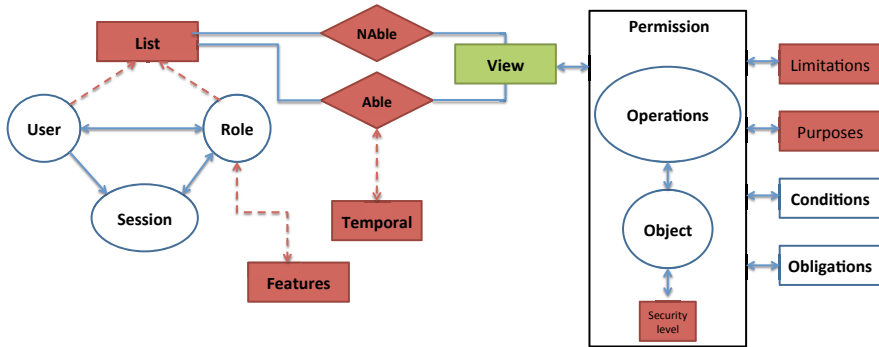 List
NAble
Able
View
User
Role
Session
Temporal
Features
Permission
Operations
Object
Security
level
Limitations
Purposes
Conditions
Obligations